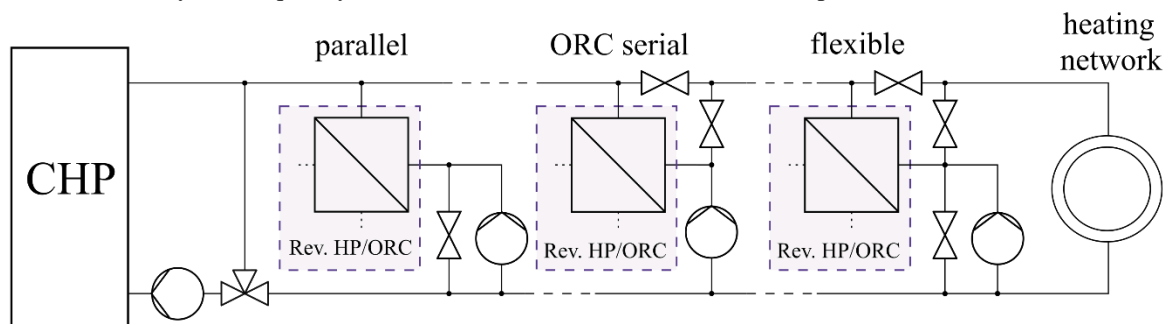 parallel
ORC serial
flexible
heating
network
CHP
Rev. HP/ORC
Rev. HP/ORC
Rev. HP/ORC